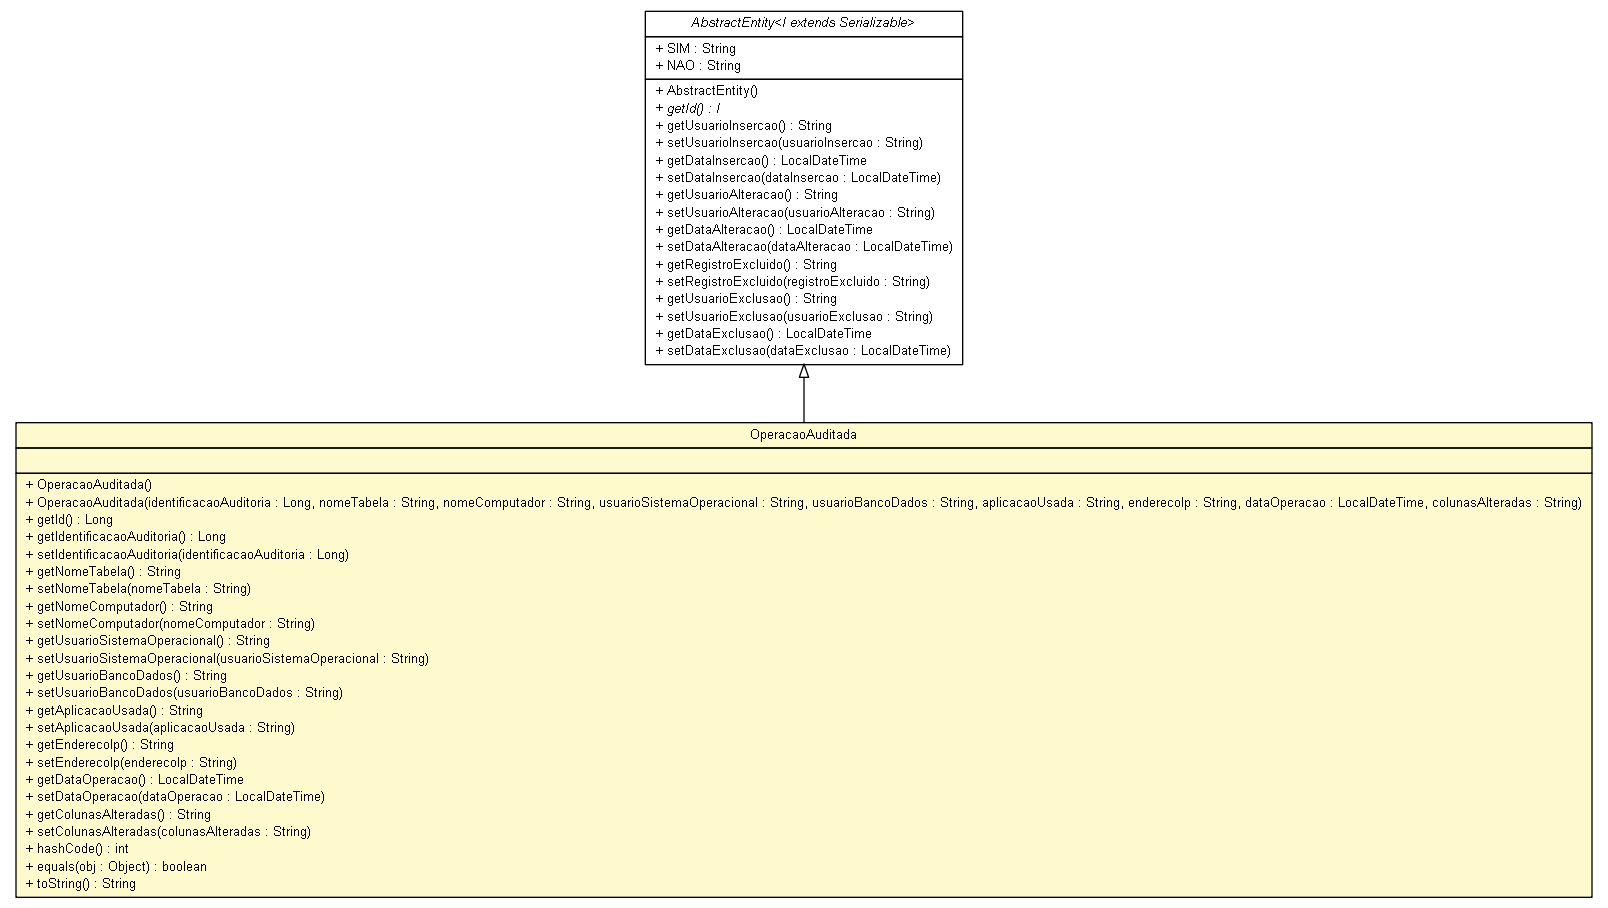 AbstractEntity<I extends Serializable>
+ SIM : String
+ NAO : String
+ AbstractEntity()
+ getId() : I
+ getUsuarioInsercao() : String
+ setUsuarioInsercao(usuarioInsercao : String)
+ getDataInsercao() : LocalDateTime
+ setDataInsercao(dataInsercao : LocalDateTime)
+ getUsuarioAlteracao() : String
+ setUsuarioAlteracao(usuarioAlteracao : String)
+ getDataAlteracao() : LocalDateTime
+ setDataAlteracao(dataAlteracao : LocalDateTime)
+ getRegistroExcluido() : String
+ setRegistroExcluido(registroExcluido : String)
+ getUsuarioExclusao() : String
+ setUsuarioExclusao(usuarioExclusao : String)
+ getDataExclusao() : LocalDateTime
+ setDataExclusao(dataExclusao : LocalDateTime)
OperacaoAuditada
+ OperacaoAuditada()
+ OperacaoAuditada(identificacaoAuditoria : Long, nomeTabela : String, nomeComputador : String, usuarioSistemaOperacional : String, usuarioBancoDados : String, aplicacaoUsada : String, enderecoIp : String, dataOperacao : LocalDateTime, colunasAlteradas : String)
+ getId() : Long
+ getIdentificacaoAuditoria() : Long
+ setIdentificacaoAuditoria(identificacaoAuditoria : Long)
+ getNomeTabela() : String
+ setNomeTabela(nomeTabela : String)
+ getNomeComputador() : String
+ setNomeComputador(nomeComputador : String)
+ getUsuarioSistemaOperacional() : String
+ setUsuarioSistemaOperacional(usuarioSistemaOperacional : String)
+ getUsuarioBancoDados() : String
+ setUsuarioBancoDados(usuarioBancoDados : String)
+ getAplicacaoUsada() : String
+ setAplicacaoUsada(aplicacaoUsada : String)
+ getEnderecoIp() : String
+ setEnderecoIp(enderecoIp : String)
+ getDataOperacao() : LocalDateTime
+ setDataOperacao(dataOperacao : LocalDateTime)
+ getColunasAlteradas() : String
+ setColunasAlteradas(colunasAlteradas : String)
+ hashCode() : int
+ equals(obj : Object) : boolean
+ toString() : String